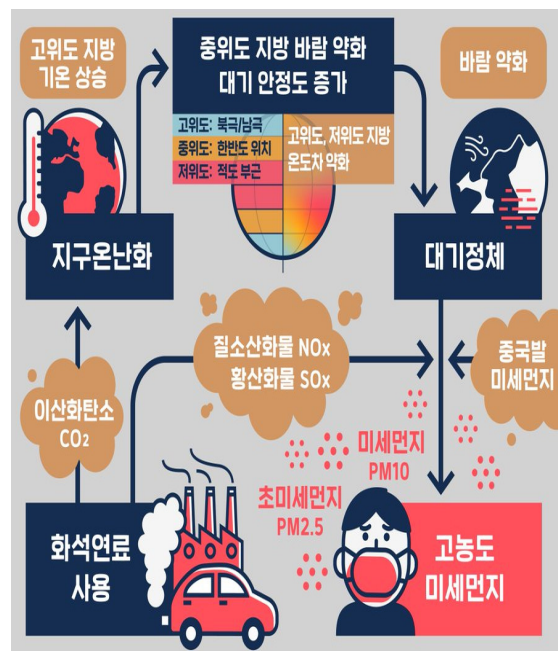 고위도 지방
기온 상승
중위도 지방 바람 약화
대기 안정도 증가
바람 약화
고위도: 북극/남극
중위도: 한반도 위치
저위도: 적도 부근
고위도, 저위도 지방
온도차 약화
지구온난화
대기정체
질소산화물 NOx
황산화물 SOx
중국발
미세먼지
이산화탄소
CO₂
미세먼지
PM10
초미세먼지
PM2.5
화석연료
사용
고농도
미세먼지